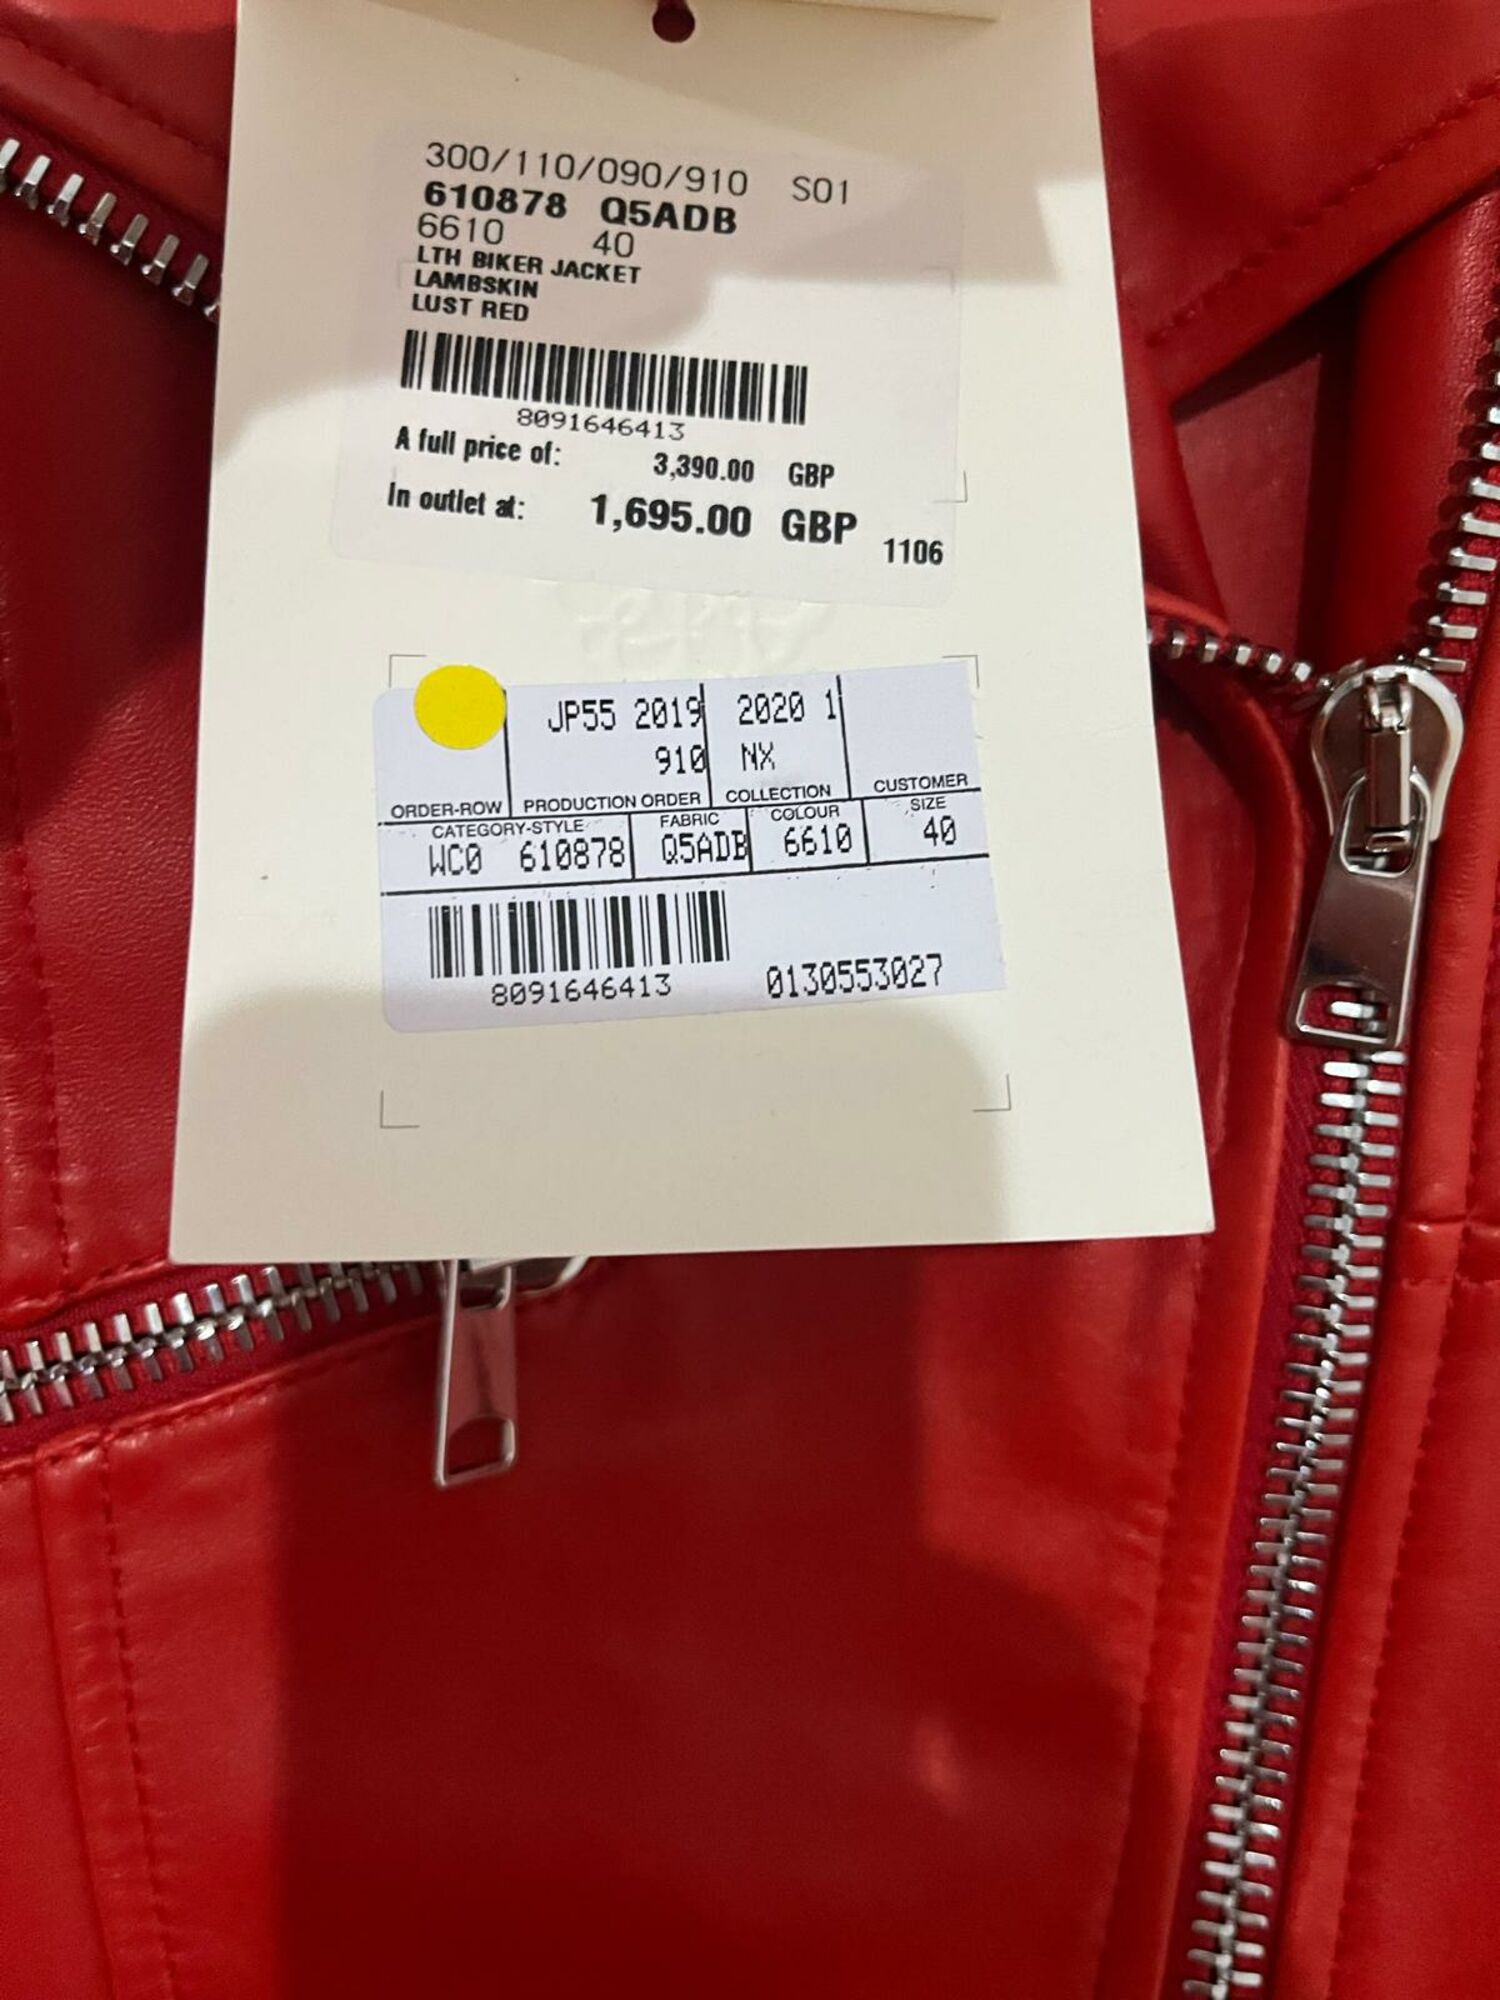 300/110/090/910 S01
610878 Q5ADB
6610 40
LTH BIKER JACKET
LAMBSKIN
LUST RED
8091646413
A full price of: 3,390.00 GBP
In outlet at: 1,695.00 GBP 1106
JP55 2019 2020 1
910 NX
ORDER-ROW PRODUCTION ORDER COLLECTION CUSTOMER
CATEGORY-STYLE FABRIC COLOUR SIZE
WC0 610878 Q5ADB 6610 40
8091646413 0130553027